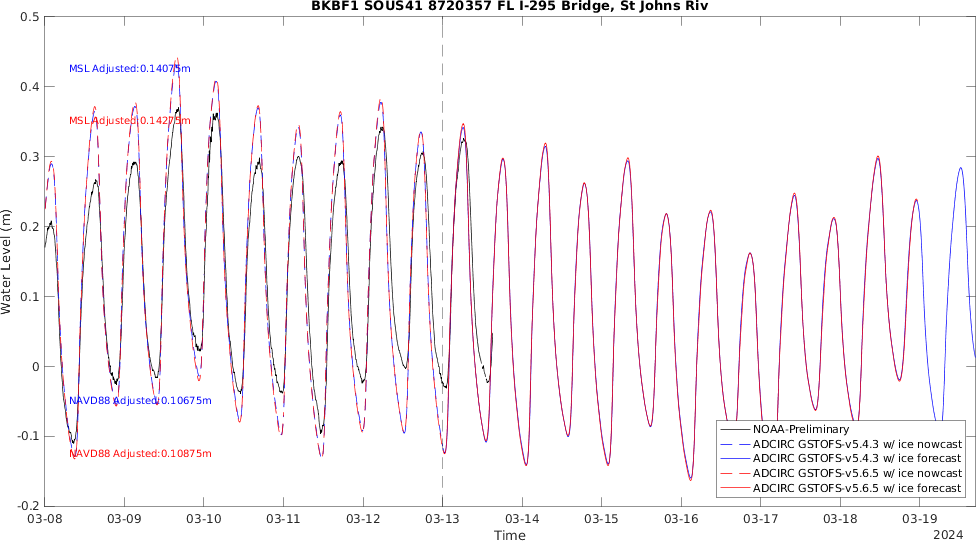 BKBF1 SOUS41 8720357 FL I-295 Bridge, St Johns Riv
0.5
0.4
0.3
0.2
0.1
0
-0.1
-0.2
Water Level (m)
MSL Adjusted:0.14075m
MSL Adjusted:0.14275m
NAVD88 Adjusted:0.10675m
NAVD88 Adjusted:0.10875m
NOAA-Preliminary
ADCIRC GSTOFS-v5.4.3 w/ ice nowcast
ADCIRC GSTOFS-v5.4.3 w/ ice forecast
ADCIRC GSTOFS-v5.6.5 w/ ice nowcast
ADCIRC GSTOFS-v5.6.5 w/ ice forecast
03-08 03-09 03-10 03-11 03-12 03-13 03-14 03-15 03-16 03-17 03-18 03-19
Time
2024